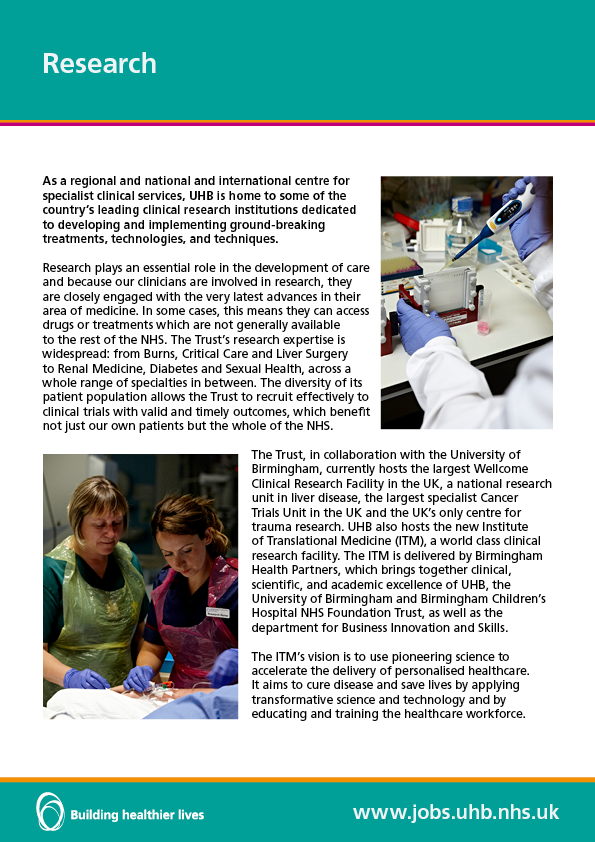 Research
As a regional and national and international centre for
specialist clinical services, UHB is home to some of the
country's leading clinical research institutions dedicated
to developing and implementing ground-breaking
treatments, technologies, and techniques.
Research plays an essential role in the development of care
and because our clinicians are involved in research, they
are closely engaged with the very latest advances in their
area of medicine. In some cases, this means they can access
drugs or treatments which are not generally available
to the rest of the NHS. The Trust's research expertise is
widespread: from Burns, Critical Care and Liver Surgery
to Renal Medicine, Diabetes and Sexual Health, across a
whole range of specialties in between. The diversity of its
patient population allows the Trust to recruit effectively to
clinical trials with valid and timely outcomes, which benefit
not just our own patients but the whole of the NHS.
The Trust, in collaboration with the University of
Birmingham, currently hosts the largest Wellcome
Clinical Research Facility in the UK, a national research
unit in liver disease, the largest specialist Cancer
Trials Unit in the UK and the UK's only centre for
trauma research. UHB also hosts the new Institute
of Translational Medicine (ITM), a world class clinical
research facility. The ITM is delivered by Birmingham
Health Partners, which brings together clinical,
scientific, and academic excellence of UHB, the
University of Birmingham and Birmingham Children's
Hospital NHS Foundation Trust, as well as the
department for Business Innovation and Skills.
The ITM's vision is to use pioneering science to
accelerate the delivery of personalised healthcare.
It aims to cure disease and save lives by applying
transformative science and technology and by
educating and training the healthcare workforce.
Building healthier lives
www.jobs.uhb.nhs.uk